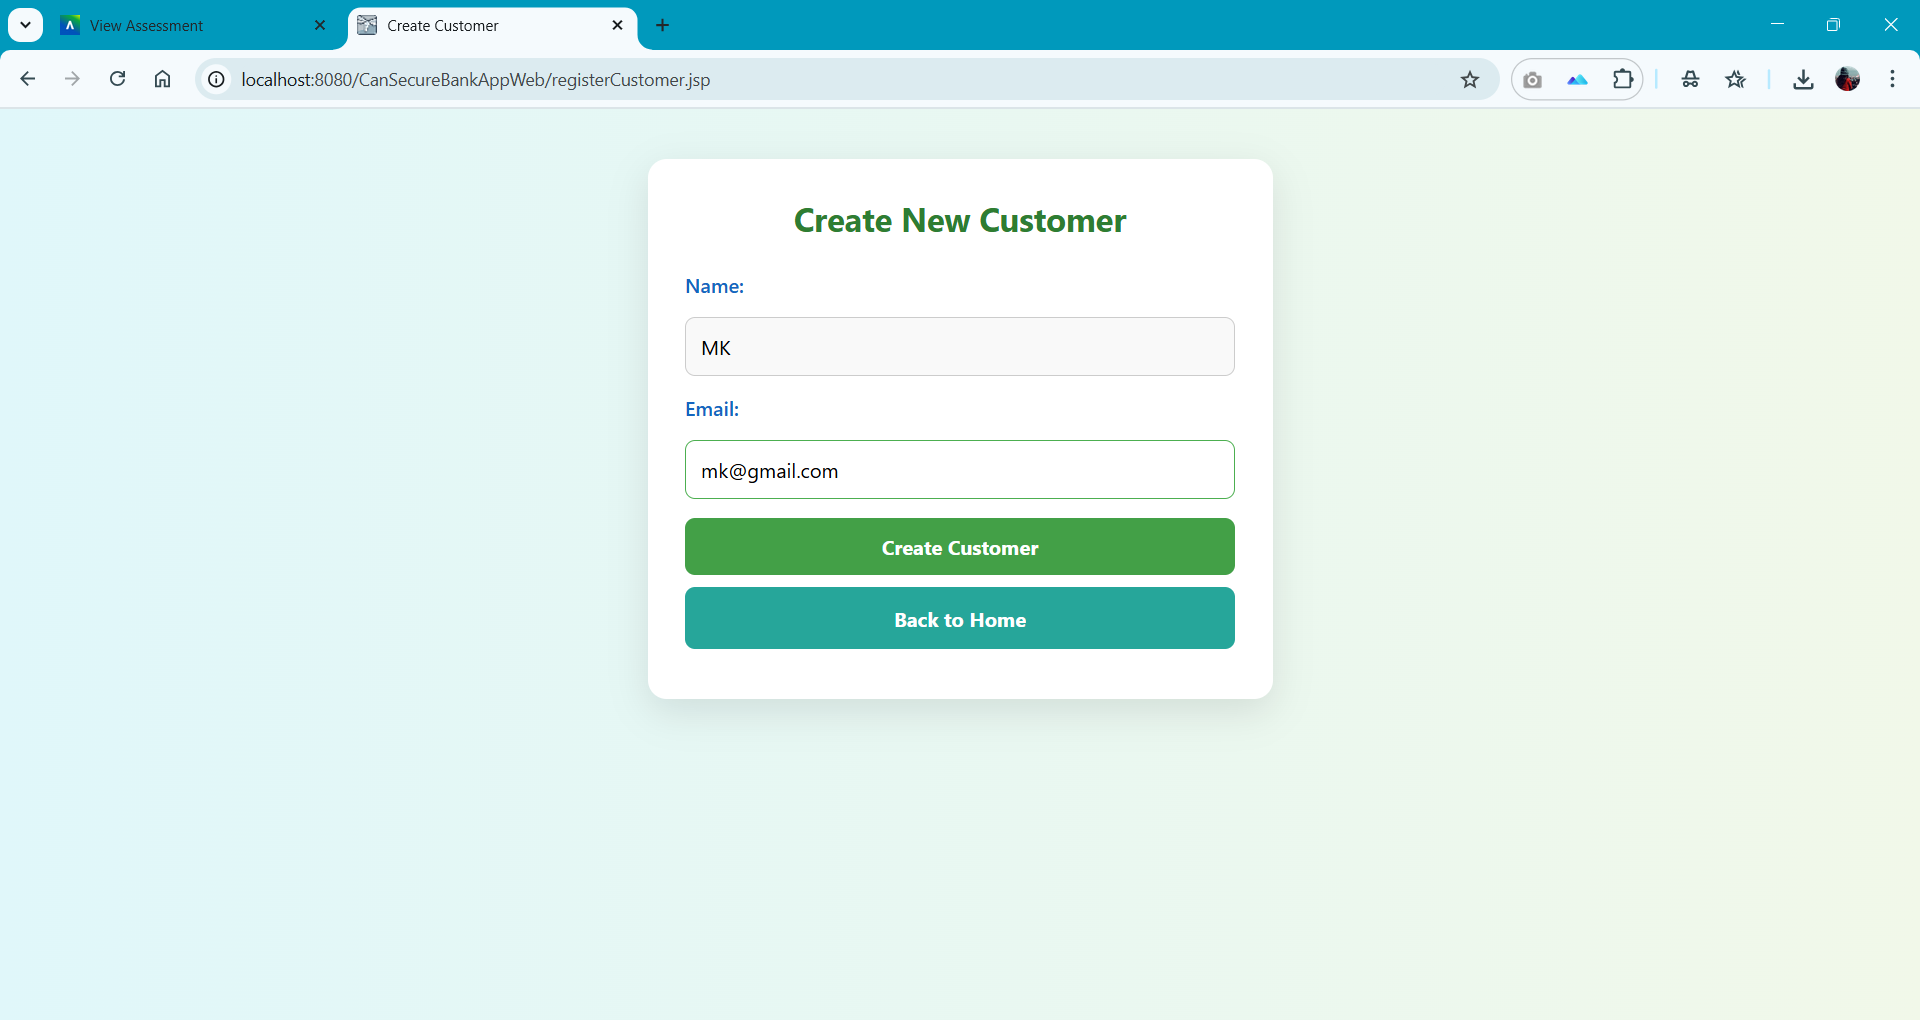 View Assessment
Create Customer
localhost:8080/CanSecureBankAppWeb/registerCustomer.jsp
Create New Customer
Name:
MK
Email:
mk@gmail.com
Create Customer
Back to Home